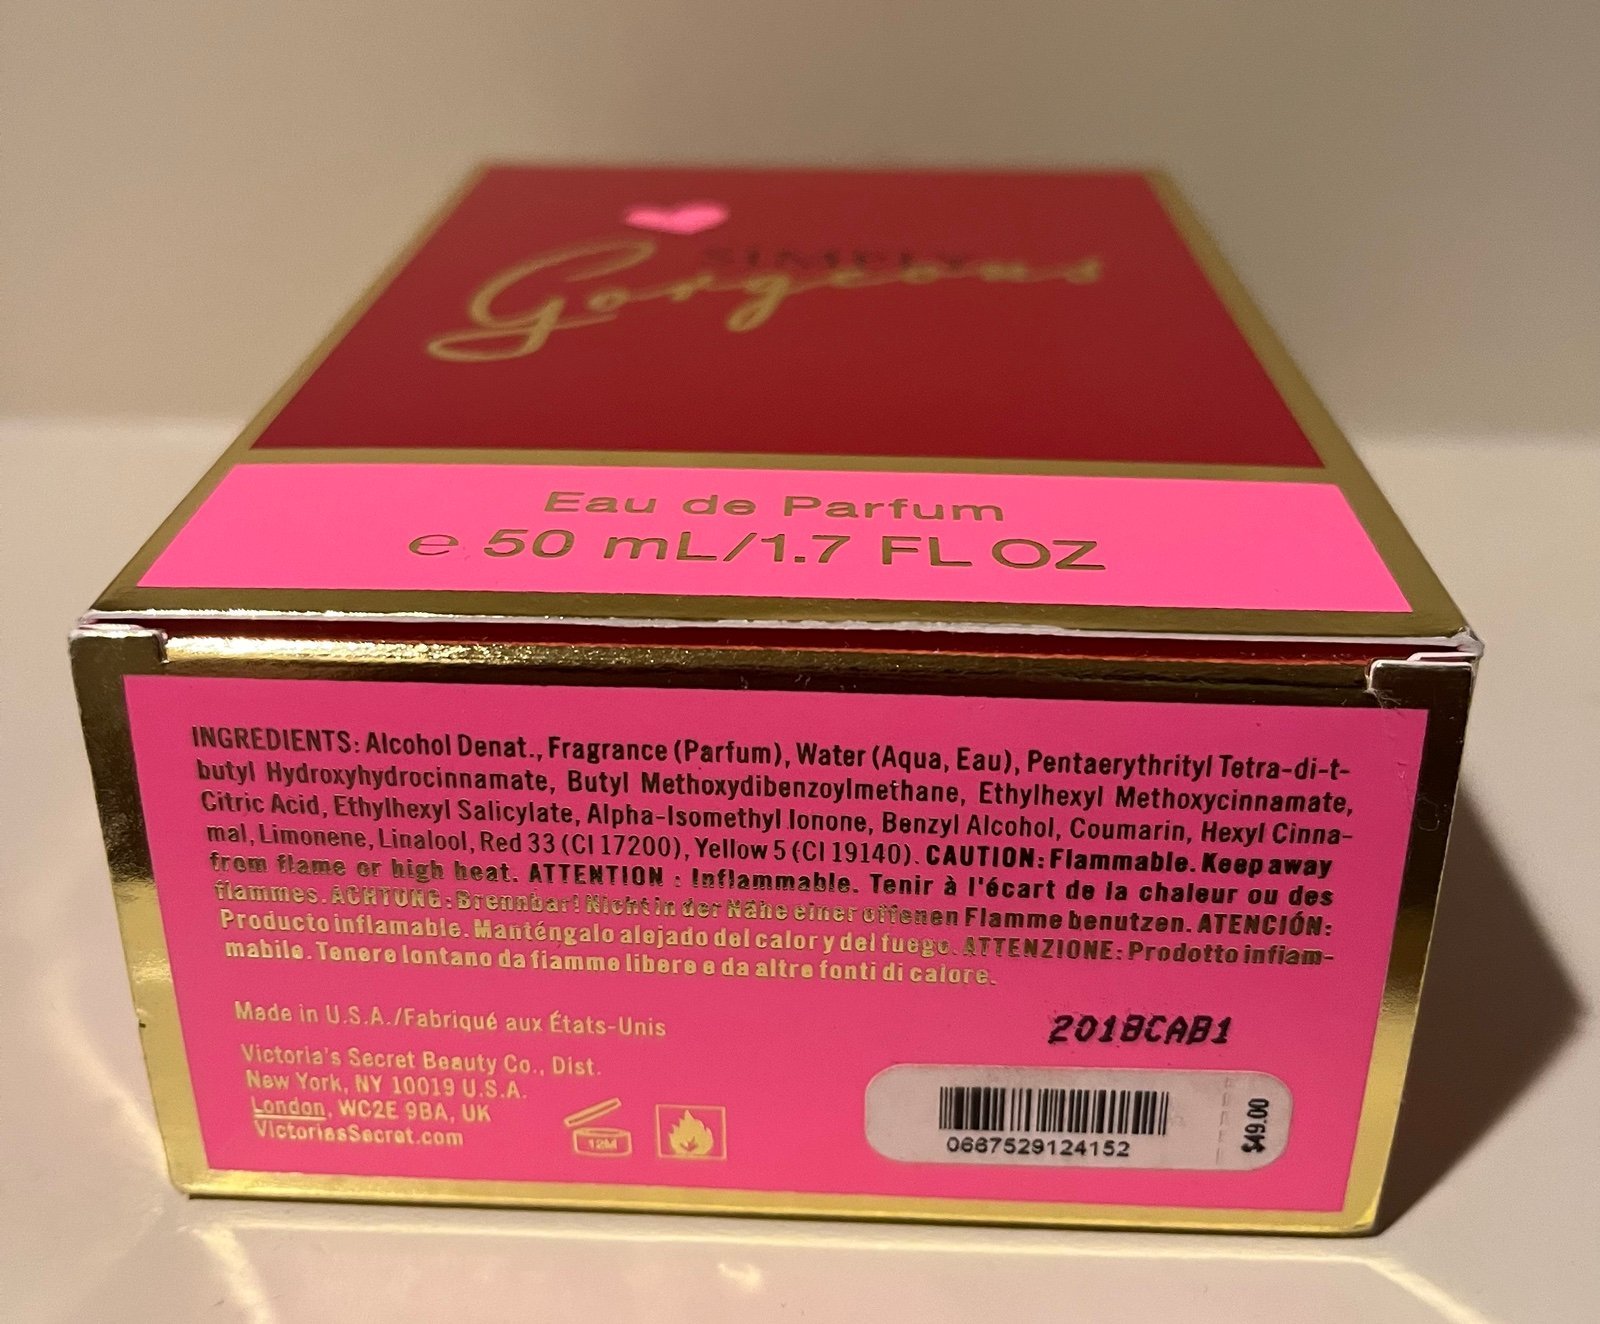 SIMPLY
Gorgeous
Eau de Parfum
e 50 mL/1.7 FL OZ
INGREDIENTS: Alcohol Denat., Fragrance (Parfum), Water (Aqua, Eau), Pentaerythrityl Tetra-di-t-
butyl Hydroxyhydrocinnamate, Butyl Methoxydibenzoylmethane, Ethylhexyl Methoxycinnamate,
Citric Acid, Ethylhexyl Salicylate, Alpha-Isomethyl Ionone, Benzyl Alcohol, Coumarin, Hexyl Cinna-
mal, Limonene, Linalool, Red 33 (CI 17200), Yellow 5 (CI 19140). CAUTION: Flammable. Keep away
from flame or high heat. ATTENTION : Inflammable. Tenir à l'écart de la chaleur ou des
flammes. ACHTUNG: Brennbar! Nicht in der Nähe einer offenen Flamme benutzen. ATENCIÓN:
Producto inflamable. Manténgalo alejado del calor y del fuego. ATTENZIONE: Prodotto infiam-
mabile. Tenere lontano da fiamme libere e da altre fonti di calore.
Made in U.S.A./Fabriqué aux États-Unis
Victoria's Secret Beauty Co., Dist.
New York, NY 10019 U.S.A.
London, WC2E 9BA, UK
VictoriasSecret.com
12M
2018CAB1
0667529124152
$49.00